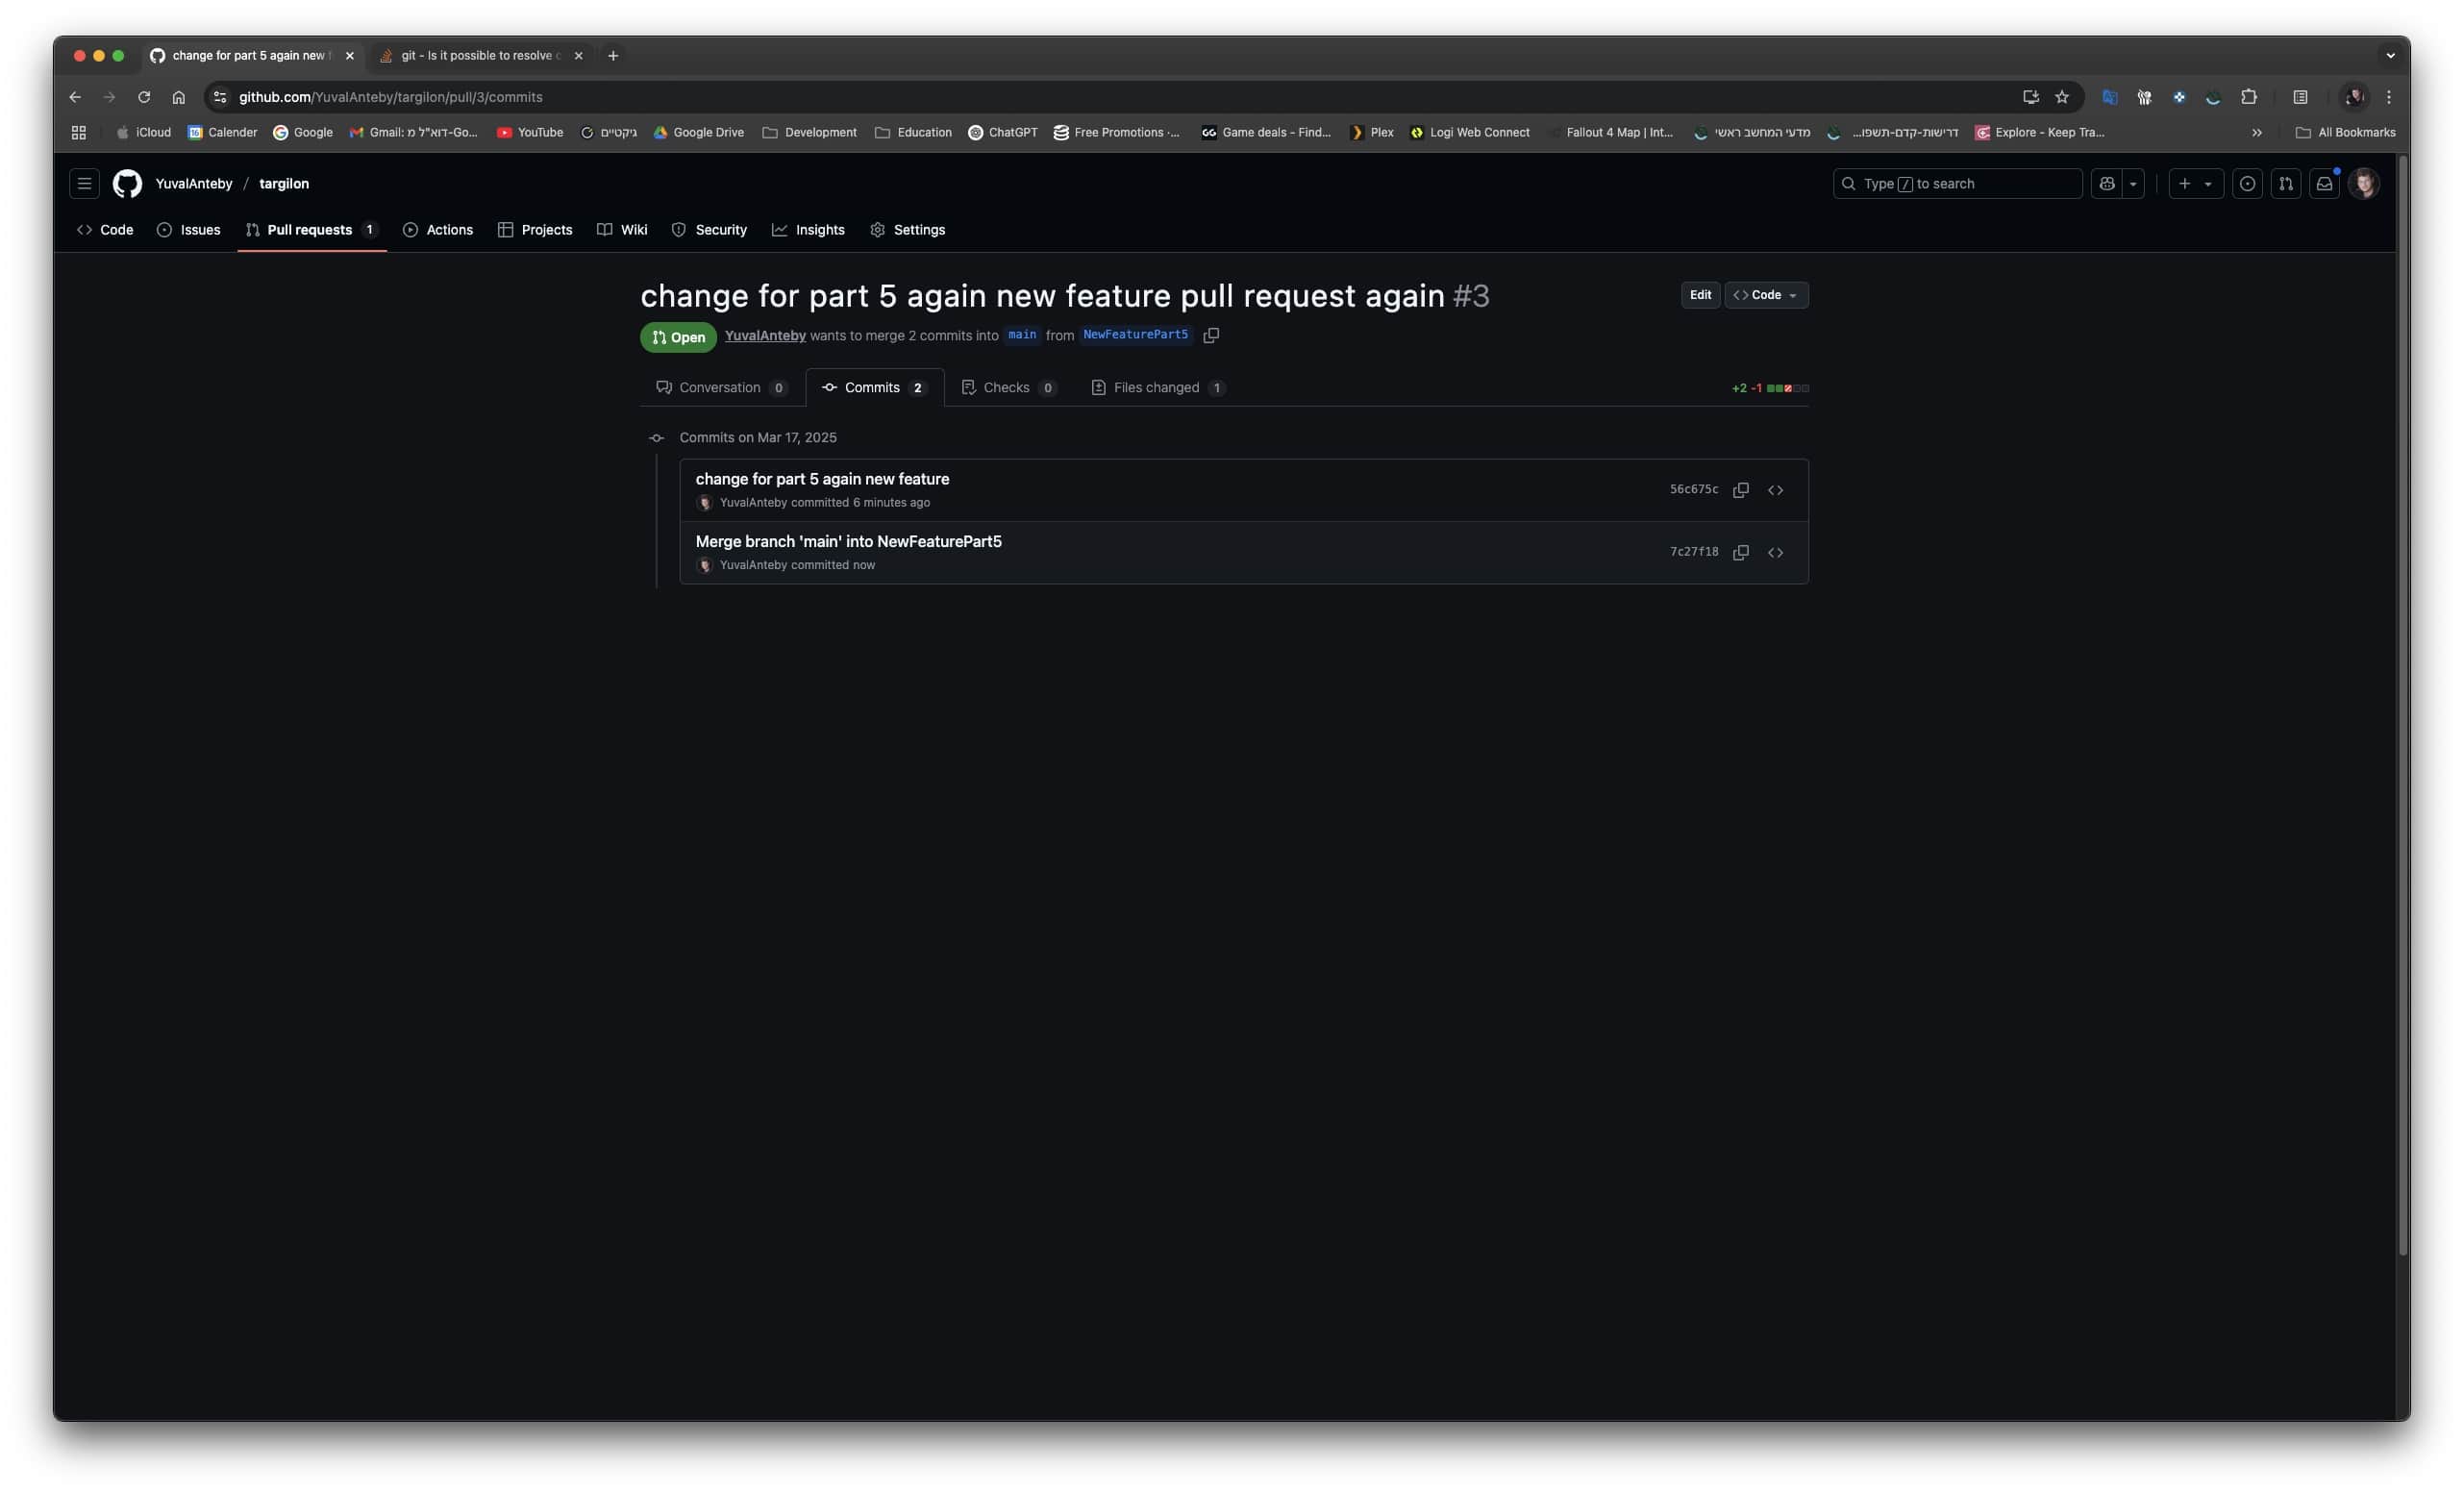 change for part 5 again new f
git - Is it possible to resolve c
github.com/YuvalAnteby/targilon/pull/3/commits
iCloud
16 Calender
Google
Gmail: דוא"ל מ-Go...
YouTube
גיקטיים
Google Drive
Development
Education
ChatGPT
Free Promotions ·...
GG Game deals - Find...
Plex
Logi Web Connect
Fallout 4 Map | Int...
מדעי המחשב ראשי
דרישות-קדם-תשפו...
Explore - Keep Tra...
All Bookmarks
YuvalAnteby / targilon
Type / to search
Code
Issues
Pull requests 1
Actions
Projects
Wiki
Security
Insights
Settings
change for part 5 again new feature pull request again #3
Edit
Code
Open
YuvalAnteby wants to merge 2 commits into main from NewFeaturePart5
Conversation 0
Commits 2
Checks 0
Files changed 1
+2 -1
Commits on Mar 17, 2025
change for part 5 again new feature
YuvalAnteby committed 6 minutes ago
56c675c
Merge branch 'main' into NewFeaturePart5
YuvalAnteby committed now
7c27f18